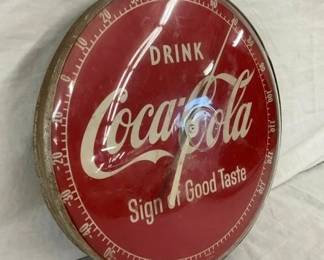 DRINK
Coca-Cola
Sign of Good Taste